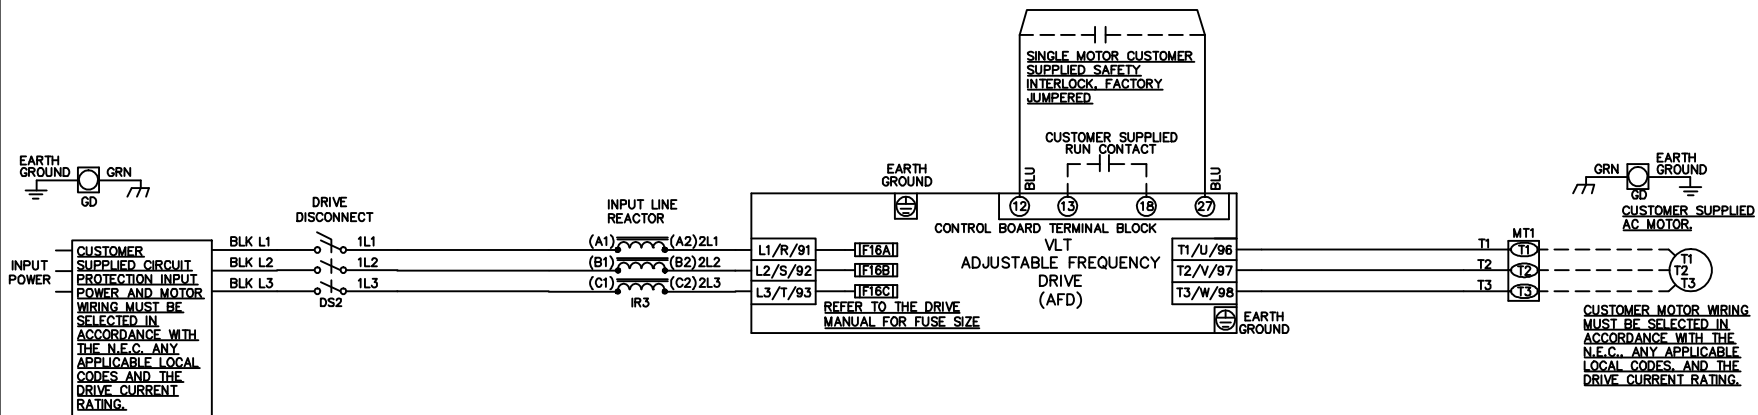 SINGLE MOTOR CUSTOMER
SUPPLIED SAFETY
INTERLOCK, FACTORY
JUMPERED
CUSTOMER SUPPLIED
RUN CONTACT
BLU
BLU
12
13
18
27
CONTROL BOARD TERMINAL BLOCK
EARTH
GROUND
GRN
GD
INPUT
POWER
CUSTOMER
SUPPLIED CIRCUIT
PROTECTION INPUT
POWER AND MOTOR
WIRING MUST BE
SELECTED IN
ACCORDANCE WITH
THE N.E.C. ANY
APPLICABLE LOCAL
CODES AND THE
DRIVE CURRENT
RATING.
BLK L1
BLK L2
BLK L3
DRIVE
DISCONNECT
1L1
1L2
1L3
DS2
INPUT LINE
REACTOR
(A1) (A2) 2L1
(B1) (B2) 2L2
(C1) (C2) 2L3
IR3
L1/R/91
L2/S/92
L3/T/93
F16A
F16B
F16C
REFER TO THE DRIVE
MANUAL FOR FUSE SIZE
EARTH
GROUND
VLT
ADJUSTABLE FREQUENCY
DRIVE
(AFD)
T1/U/96
T2/V/97
T3/W/98
EARTH
GROUND
T1
T2
T3
MT1
T1
T2
T3
GRN
EARTH
GROUND
GD
CUSTOMER SUPPLIED
AC MOTOR.
T1
T2
T3
CUSTOMER MOTOR WIRING
MUST BE SELECTED IN
ACCORDANCE WITH THE
N.E.C., ANY APPLICABLE
LOCAL CODES, AND THE
DRIVE CURRENT RATING.